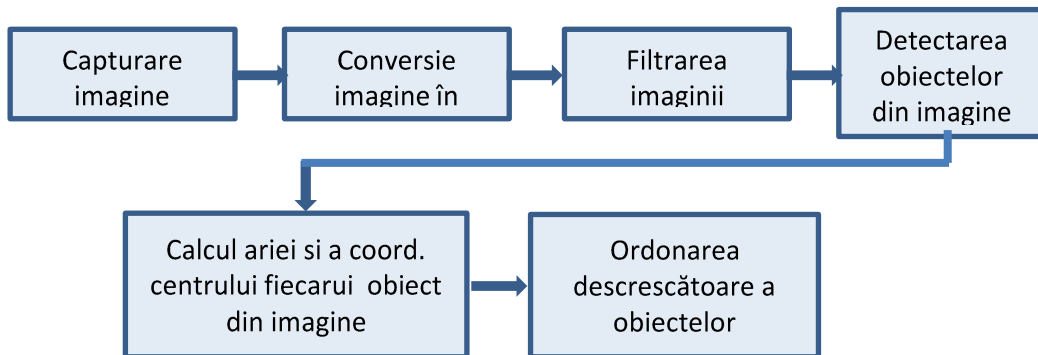 Capturare
imagine
Conversie
imagine în
Filtrarea
imaginii
Detectarea
obiectelor
din imagine
Calcul ariei si a coord.
centrului fiecarui obiect
din imagine
Ordonarea
descrescătoare a
obiectelor